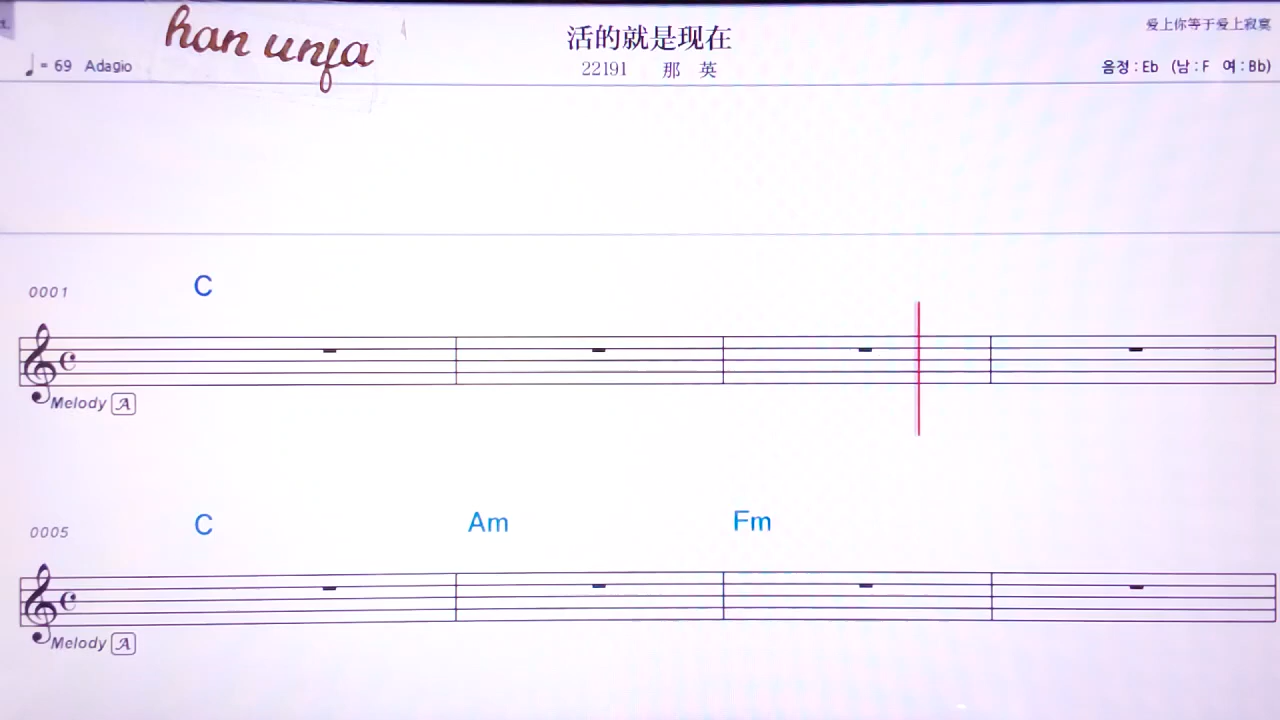 han unfa
活的就是现在
爱上你等于爱上寂寞
♩ = 69 Adagio
22191 那 英
음정 : Eb (남 : F 여 : Bb)
0001
C
Melody A
0005
C Am Fm
Melody A